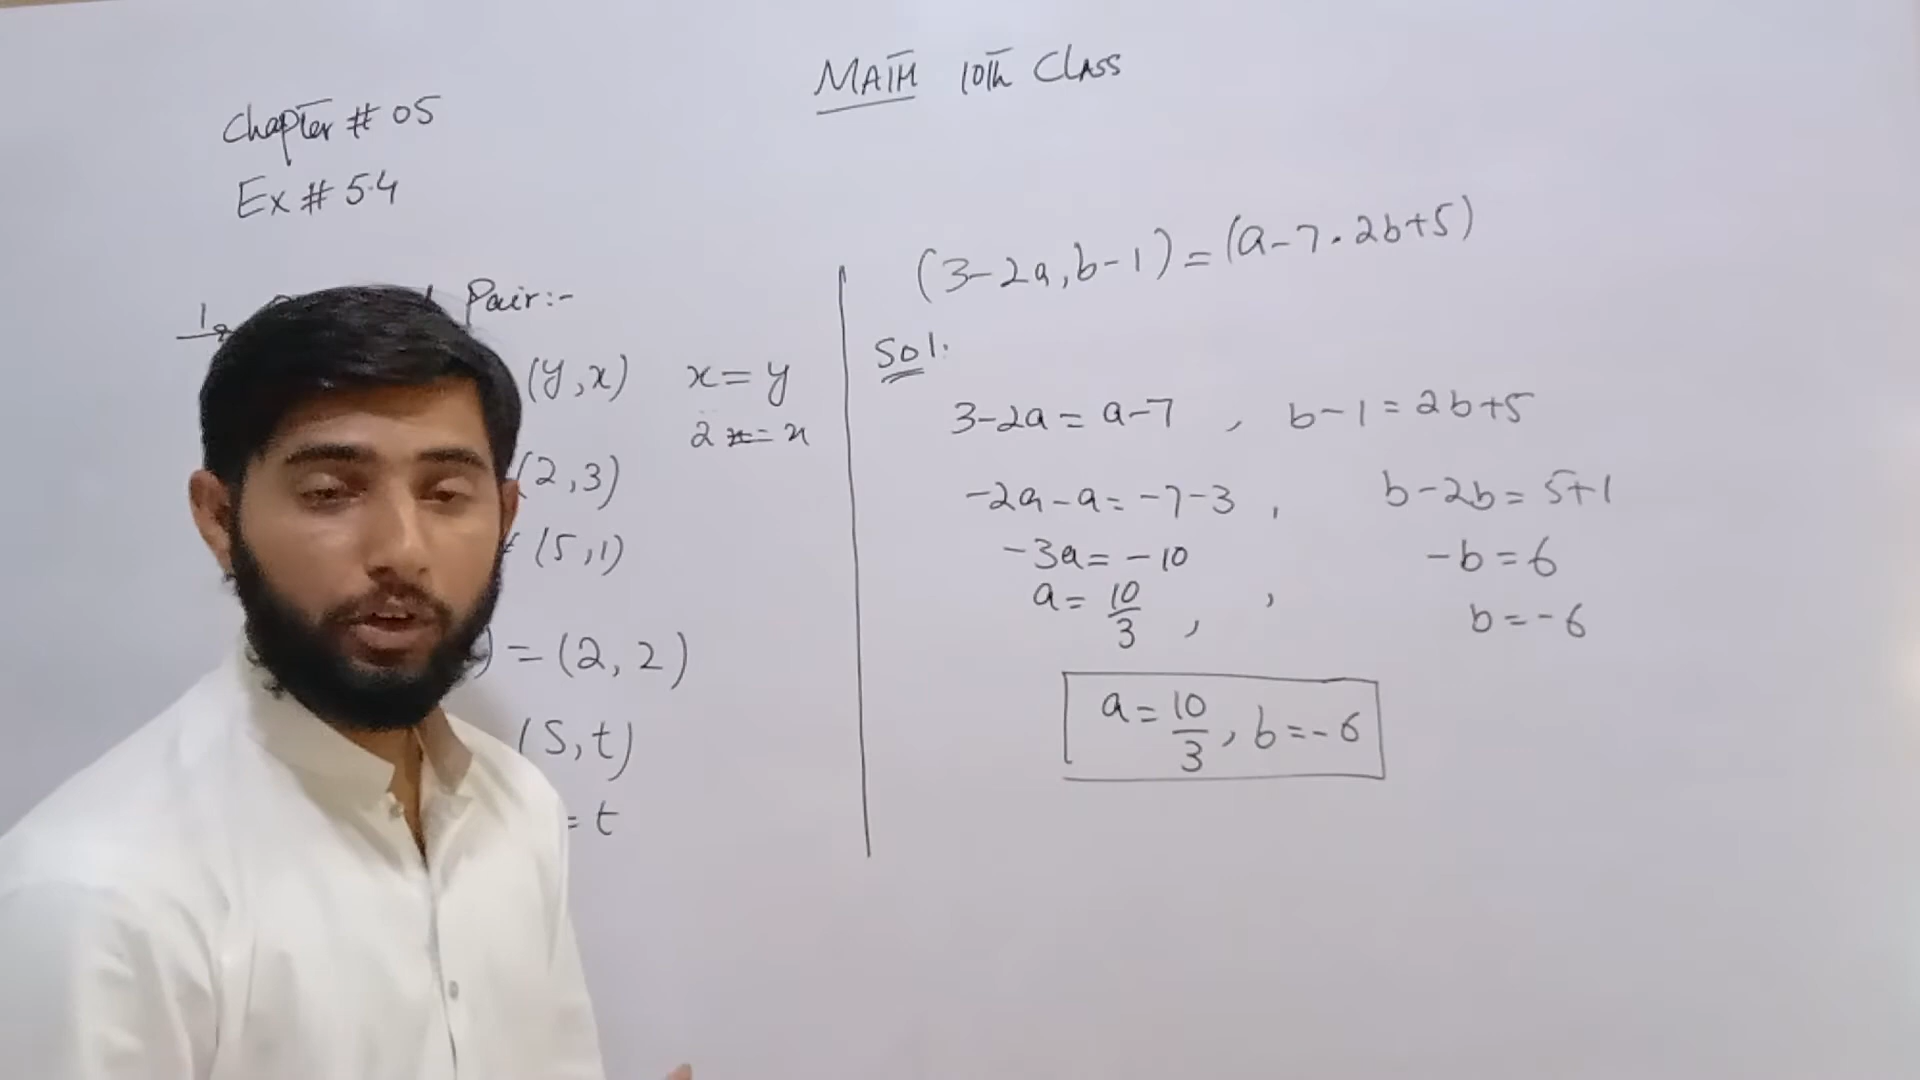 MATH 10th Class
Chapter # 05
Ex # 5.4
Pair:-
(y,x) x=y
2 = x
(2,3)
(5,1)
) = (2, 2)
(S,t)
= t
(3-2a, b-1) = (a-7, 2b+5)
Sol:
3-2a = a-7 , b-1 = 2b+5
-2a-a = -7-3 , b-2b = 5+1
-3a = -10 -b = 6
a = 10/3 , , b = -6
a = 10/3 , b = -6